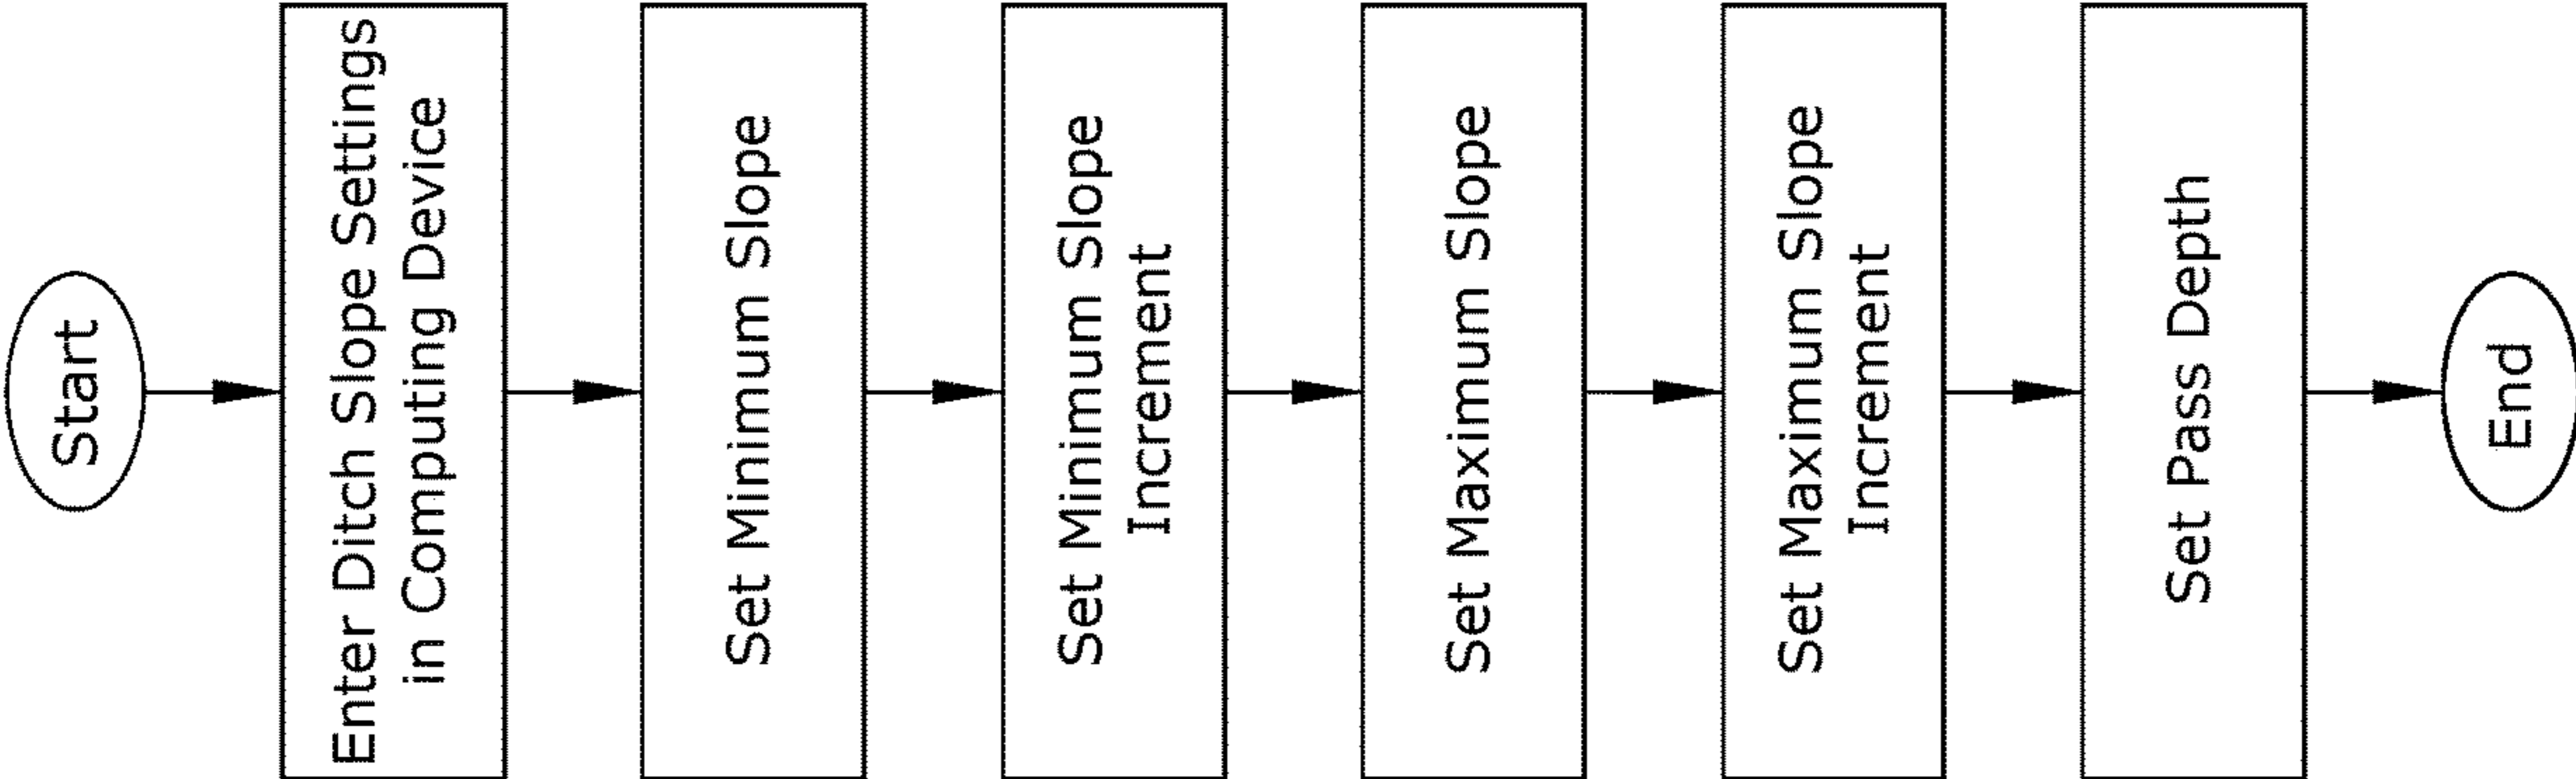 Start
Enter Ditch Slope Settings
in Computing Device
Set Minimum Slope
Set Minimum Slope
Increment
Set Maximum Slope
Set Maximum Slope
Increment
Set Pass Depth
End